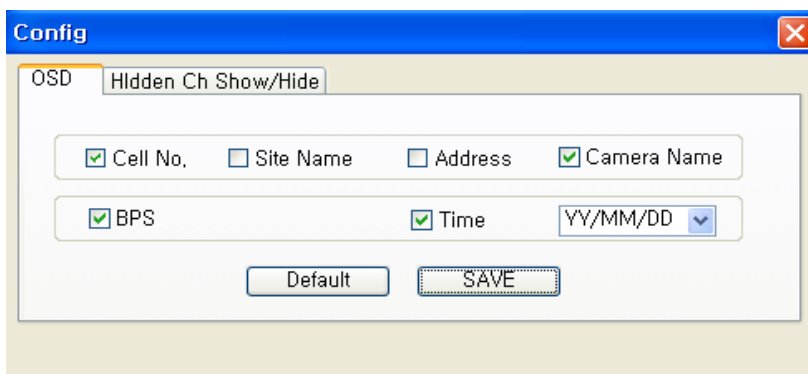 Config
OSD HIdden Ch Show/Hide
Cell No, Site Name Address Camera Name
BPS Time YY/MM/DD
Default SAVE